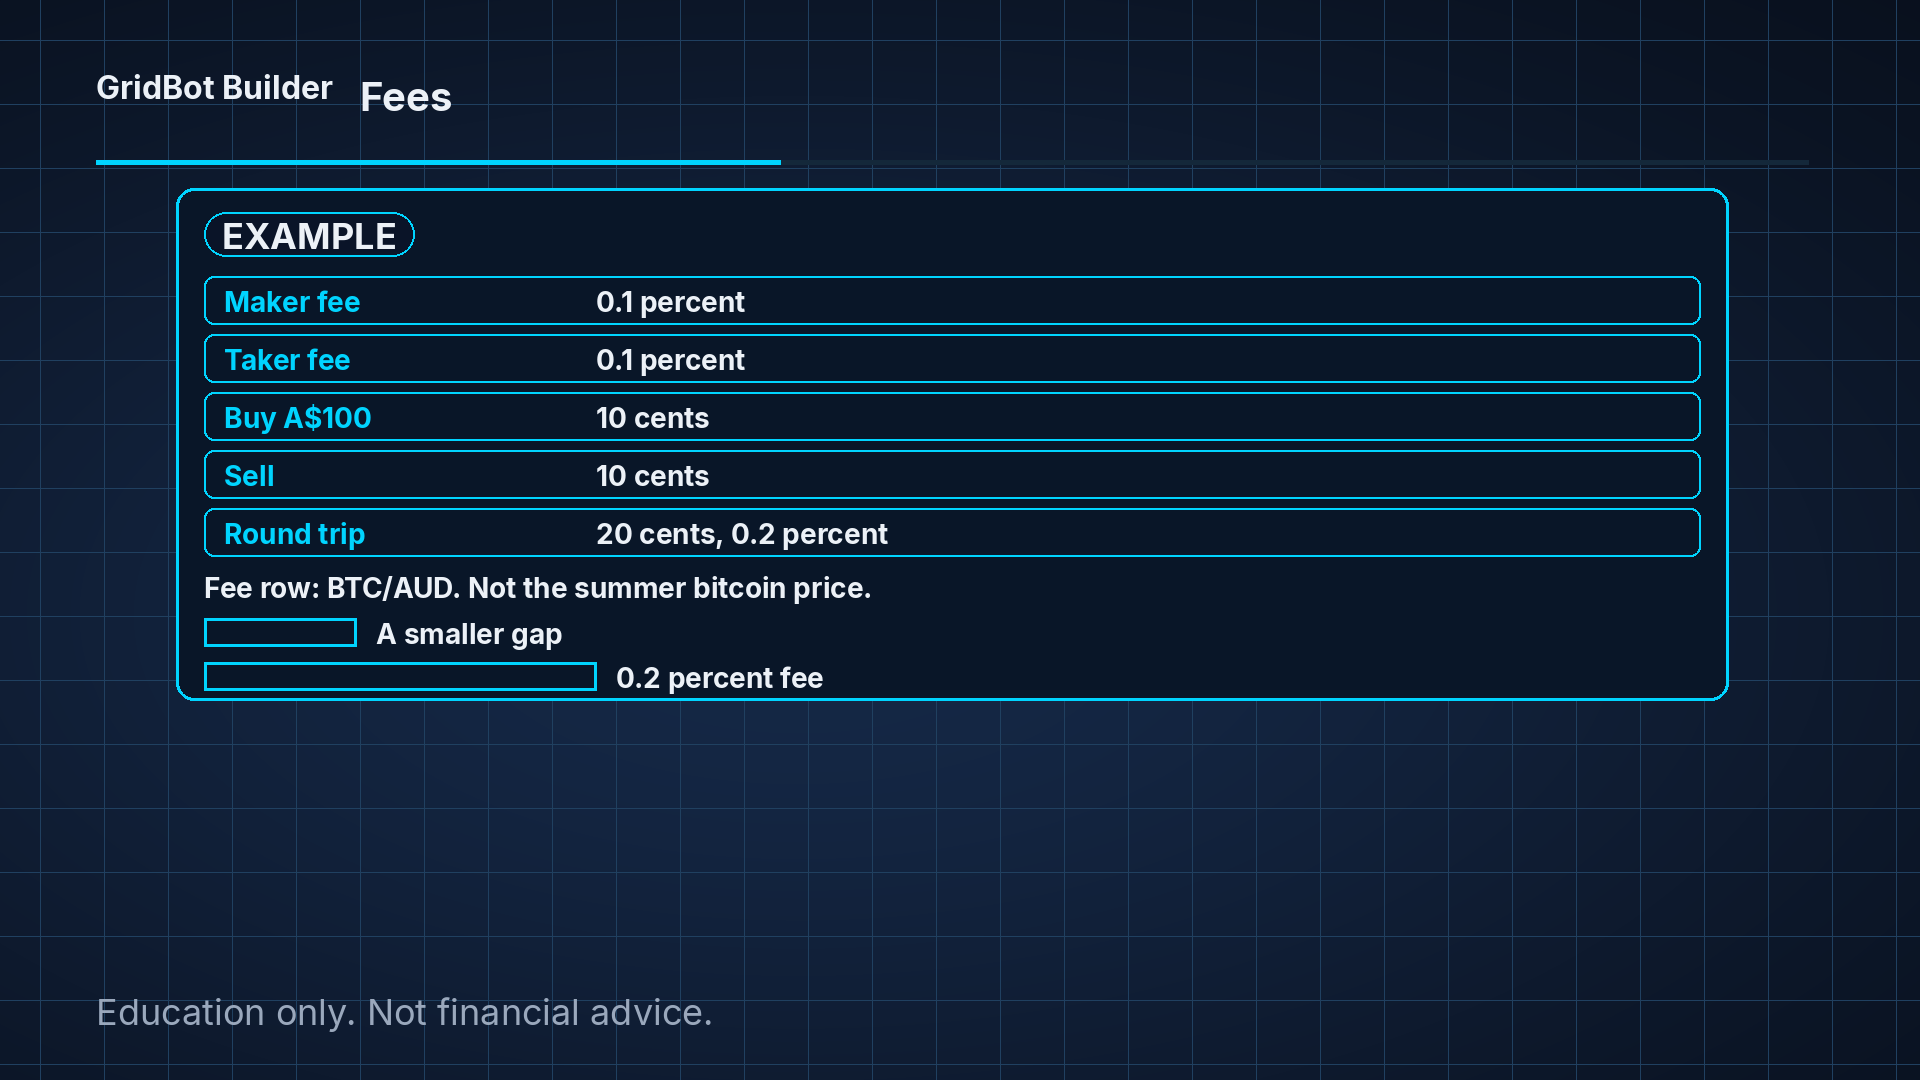 GridBot Builder Fees
EXAMPLE
Maker fee 0.1 percent
Taker fee 0.1 percent
Buy A$100 10 cents
Sell 10 cents
Round trip 20 cents, 0.2 percent
Fee row: BTC/AUD. Not the summer bitcoin price.
A smaller gap
0.2 percent fee
Education only. Not financial advice.